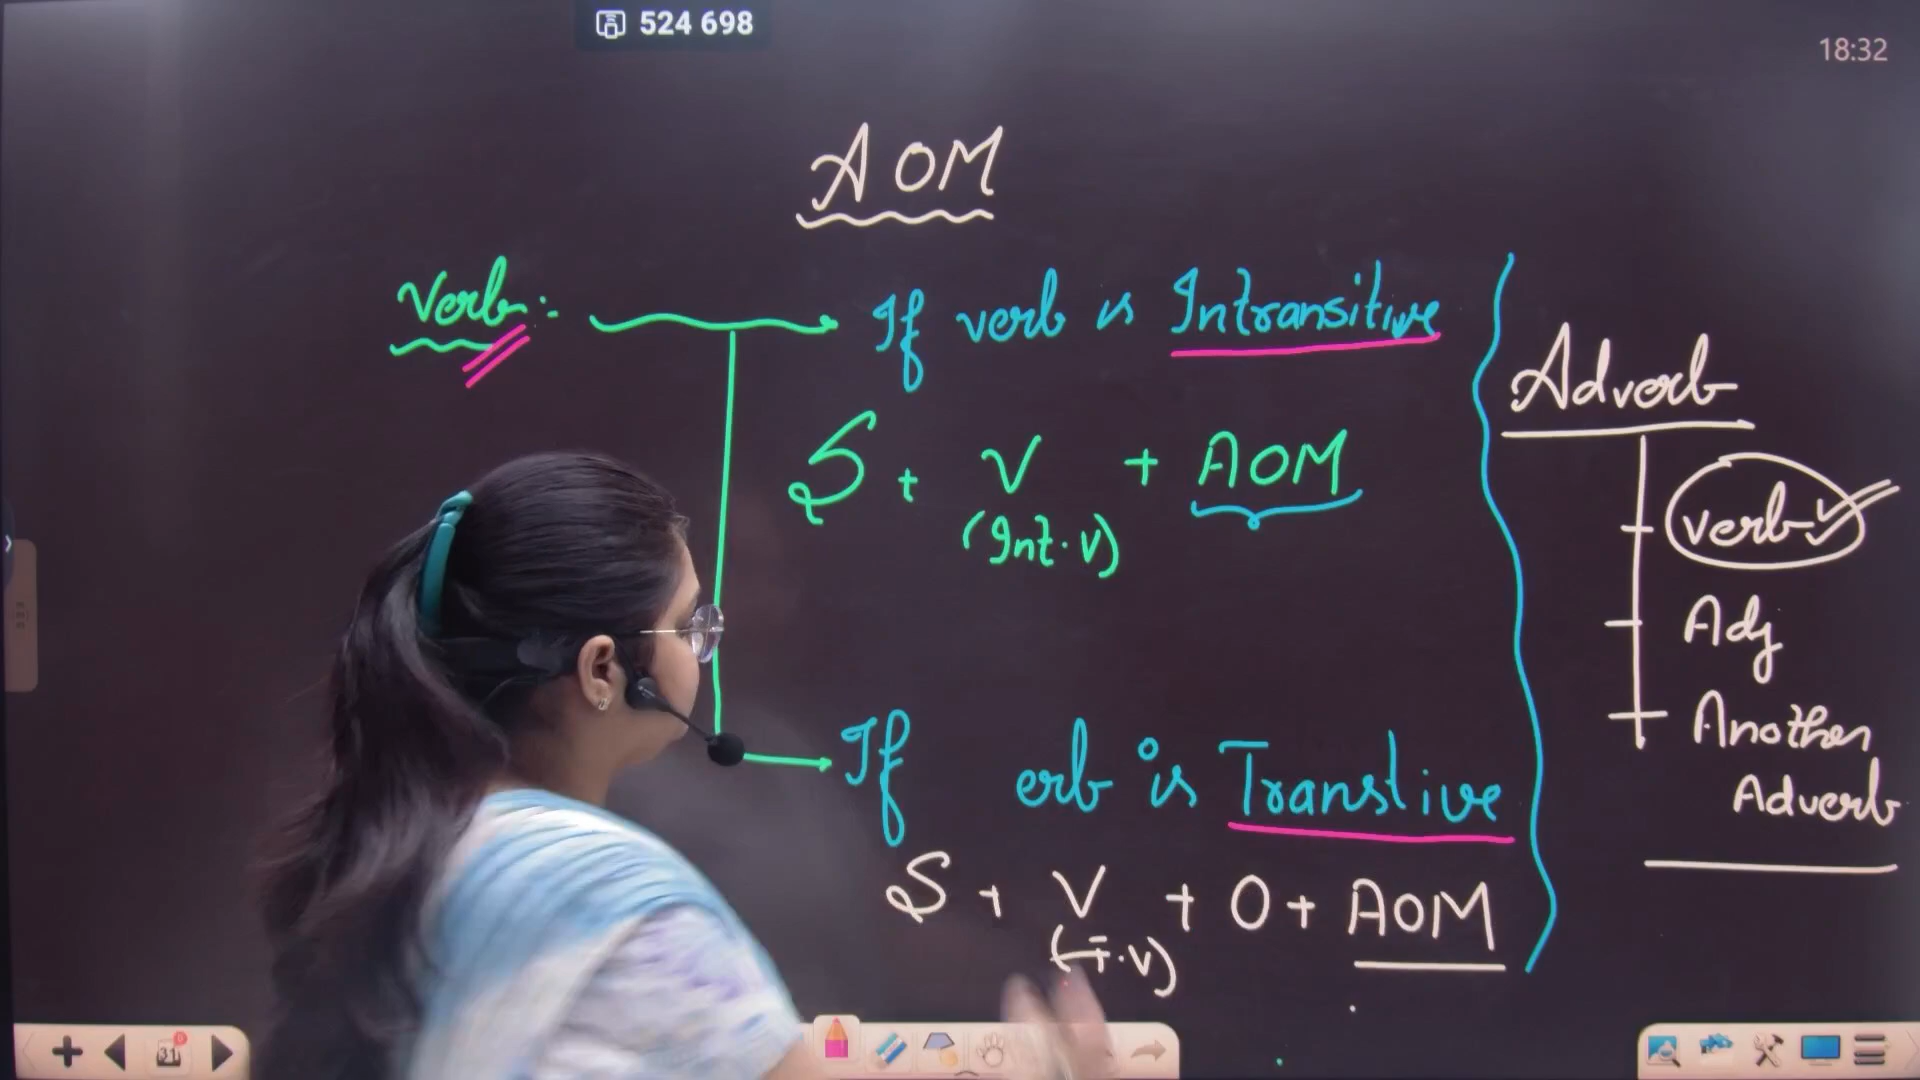 524 698
18:32
AOM
Verb:- If verb is Intransitive
S + V + AOM
(Int.V)
If erb is Transtive
S + V + O + AOM
(T.V)
Adverb
verb
Adj
Another
Adverb
31